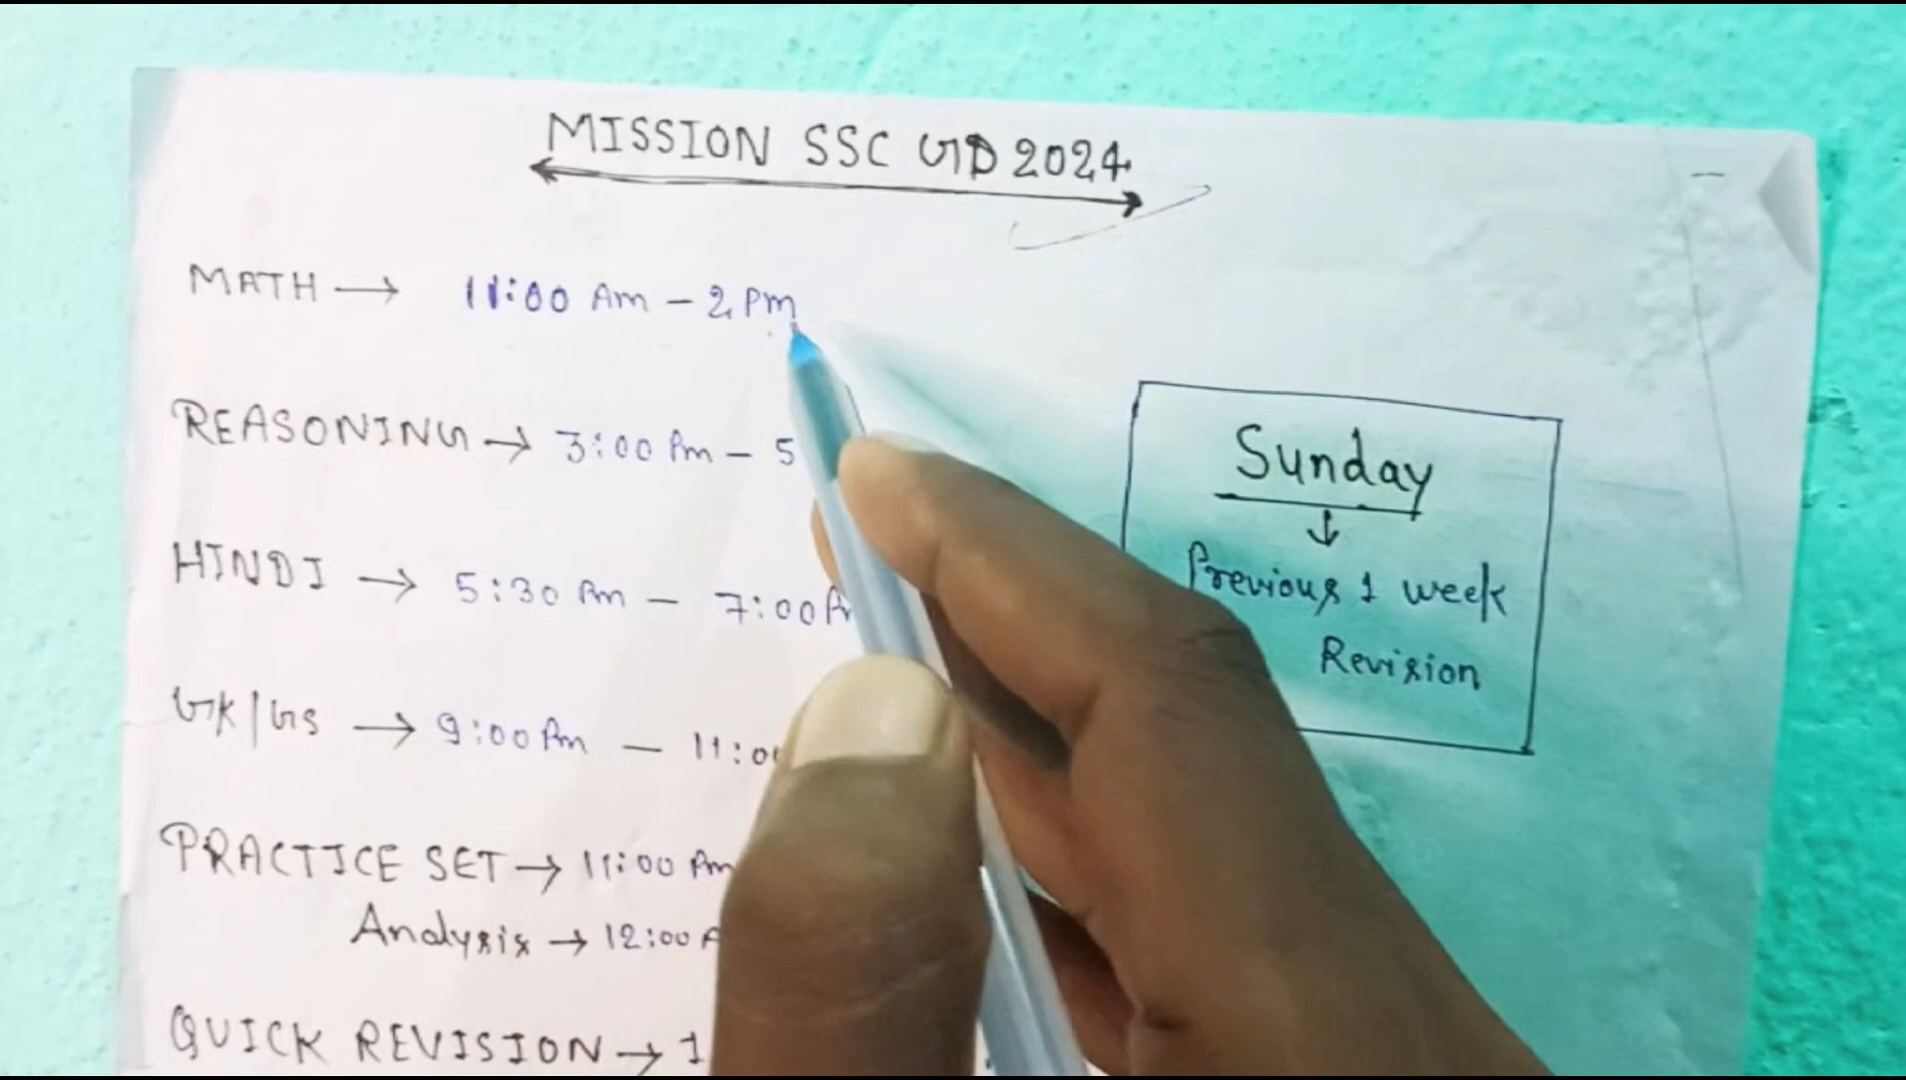 MISSION SSC GD 2024
MATH → 11:00 Am – 2 Pm
REASONING → 3:00 Pm – 5
HINDI → 5:30 Pm – 7:00 P
GK/GS → 9:00 Pm – 11:0
PRACTICE SET → 11:00 Pm
Analysis → 12:00 A
QUICK REVISION → 1
Sunday
↓
Previous 1 week
Revision